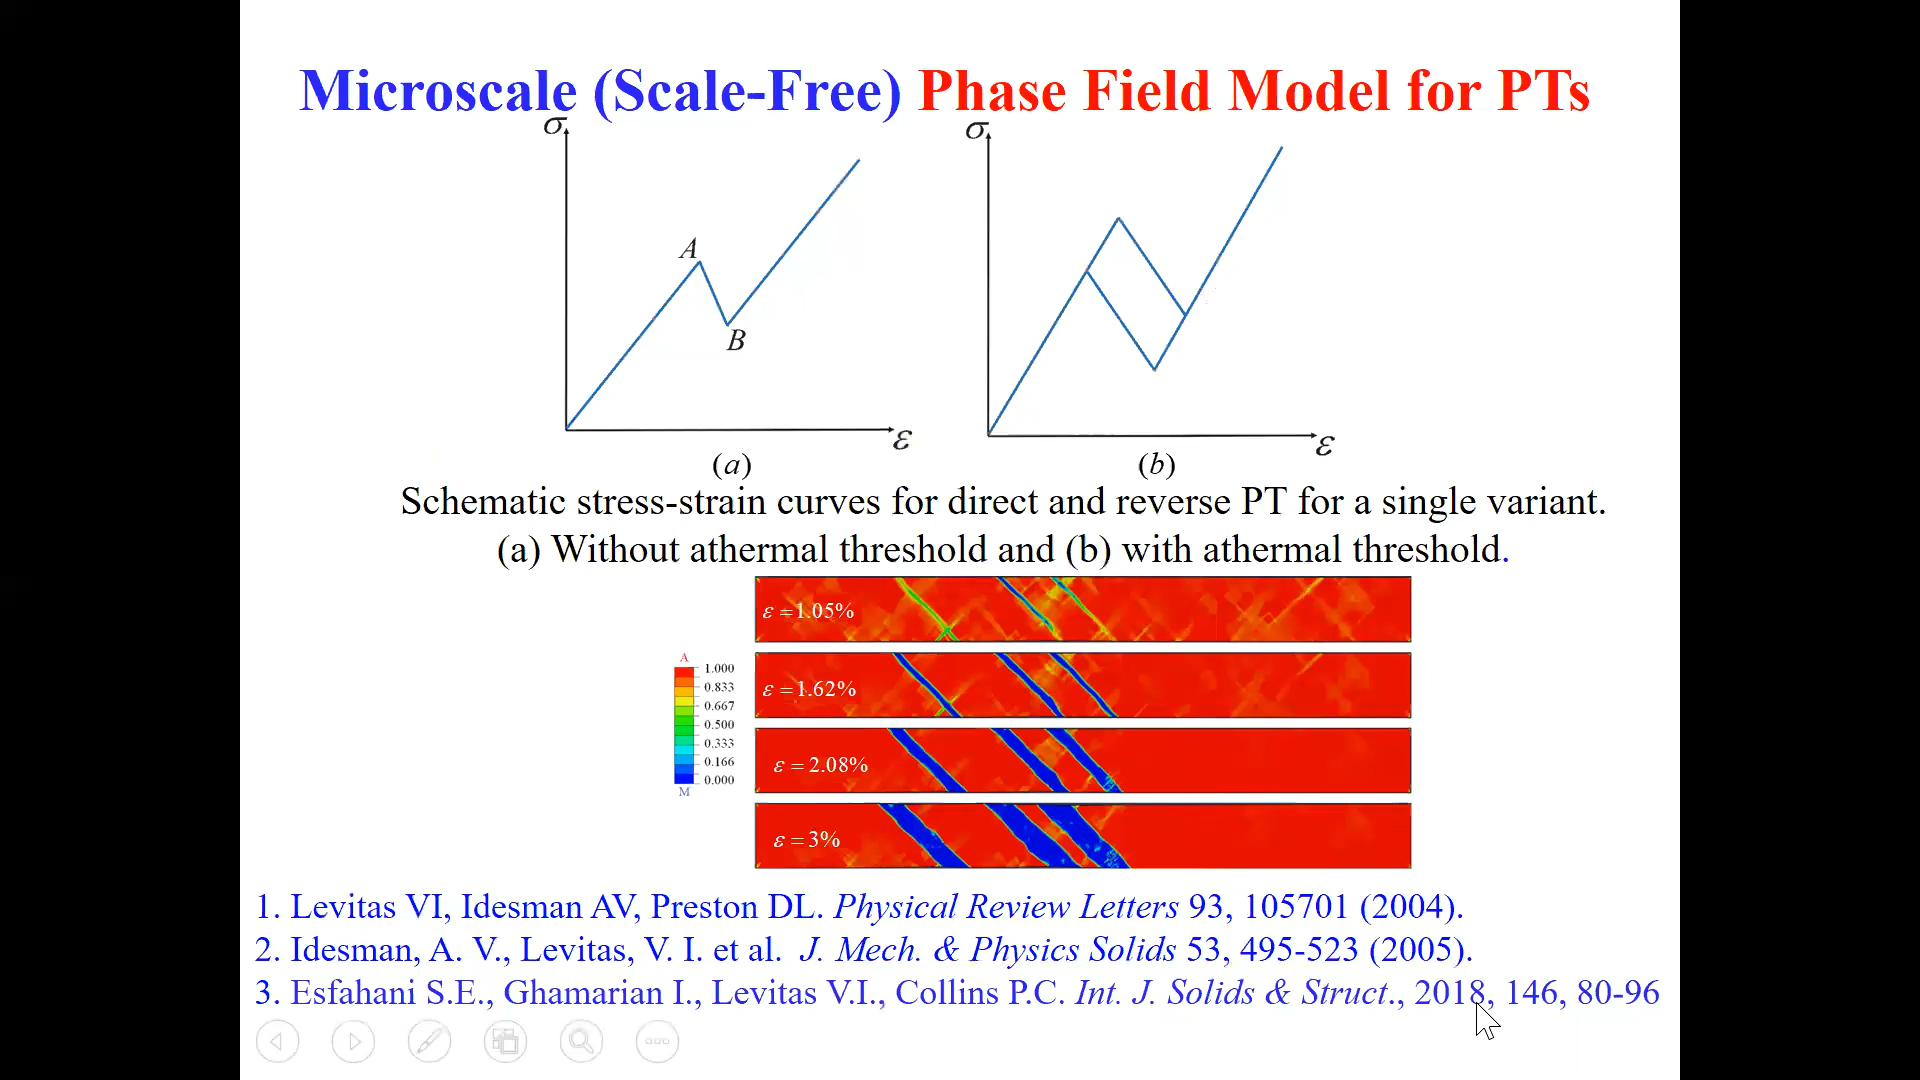 Microscale (Scale-Free) Phase Field Model for PTs
σ
A
B
ε
(a)
σ
ε
(b)
Schematic stress-strain curves for direct and reverse PT for a single variant.
(a) Without athermal threshold and (b) with athermal threshold.
ε = 1.05%
ε = 1.62%
ε = 2.08%
ε = 3%
A
1.000
0.833
0.667
0.500
0.333
0.166
0.000
M
1. Levitas VI, Idesman AV, Preston DL. Physical Review Letters 93, 105701 (2004).
2. Idesman, A. V., Levitas, V. I. et al. J. Mech. & Physics Solids 53, 495-523 (2005).
3. Esfahani S.E., Ghamarian I., Levitas V.I., Collins P.C. Int. J. Solids & Struct., 2018, 146, 80-96